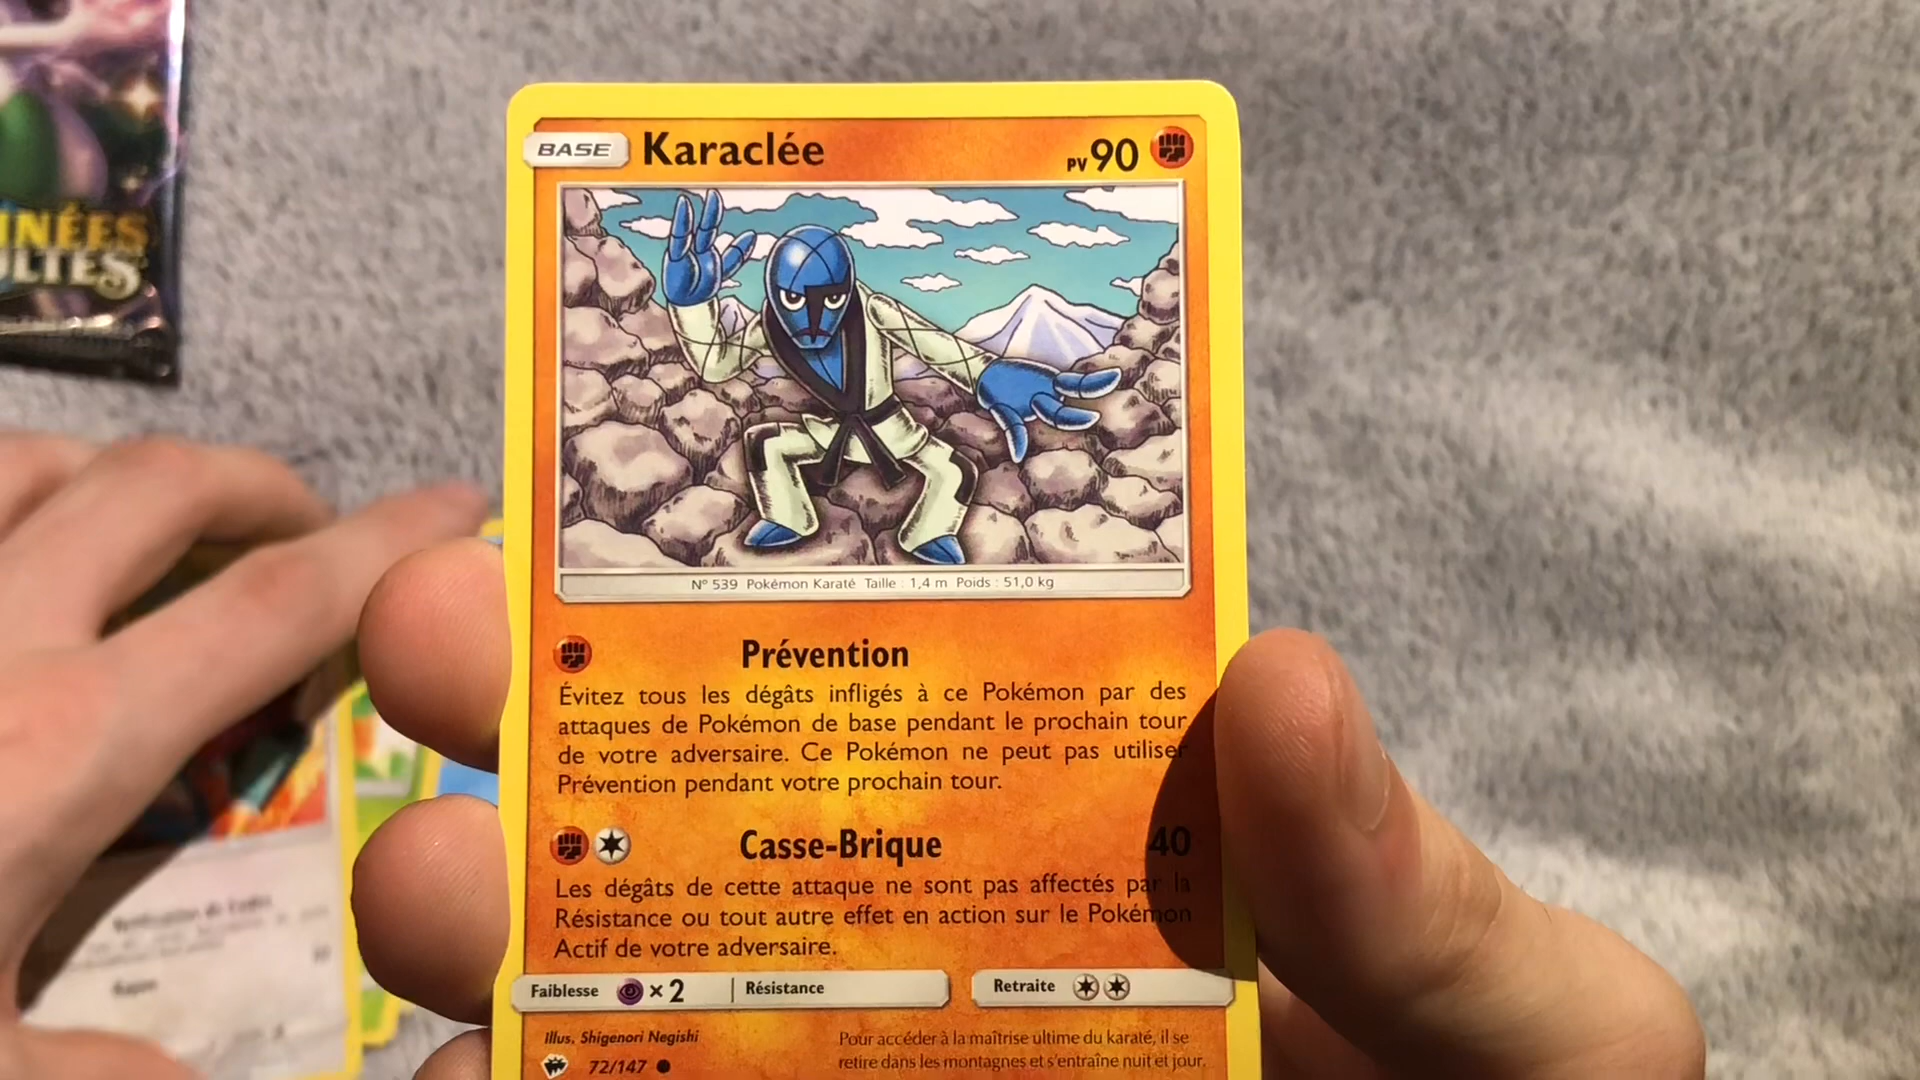 INÉES
ULTES
BASE Karaclée PV 90
N° 539 Pokémon Karaté Taille : 1,4 m Poids : 51,0 kg
Prévention
Évitez tous les dégâts infligés à ce Pokémon par des
attaques de Pokémon de base pendant le prochain tour
de votre adversaire. Ce Pokémon ne peut pas utiliser
Prévention pendant votre prochain tour.
Casse-Brique 40
Les dégâts de cette attaque ne sont pas affectés par la
Résistance ou tout autre effet en action sur le Pokémon
Actif de votre adversaire.
Faiblesse ×2 Résistance Retraite
Illus. Shigenori Negishi
72/147
Pour accéder à la maîtrise ultime du karaté, il se
retire dans les montagnes et s'entraîne nuit et jour.